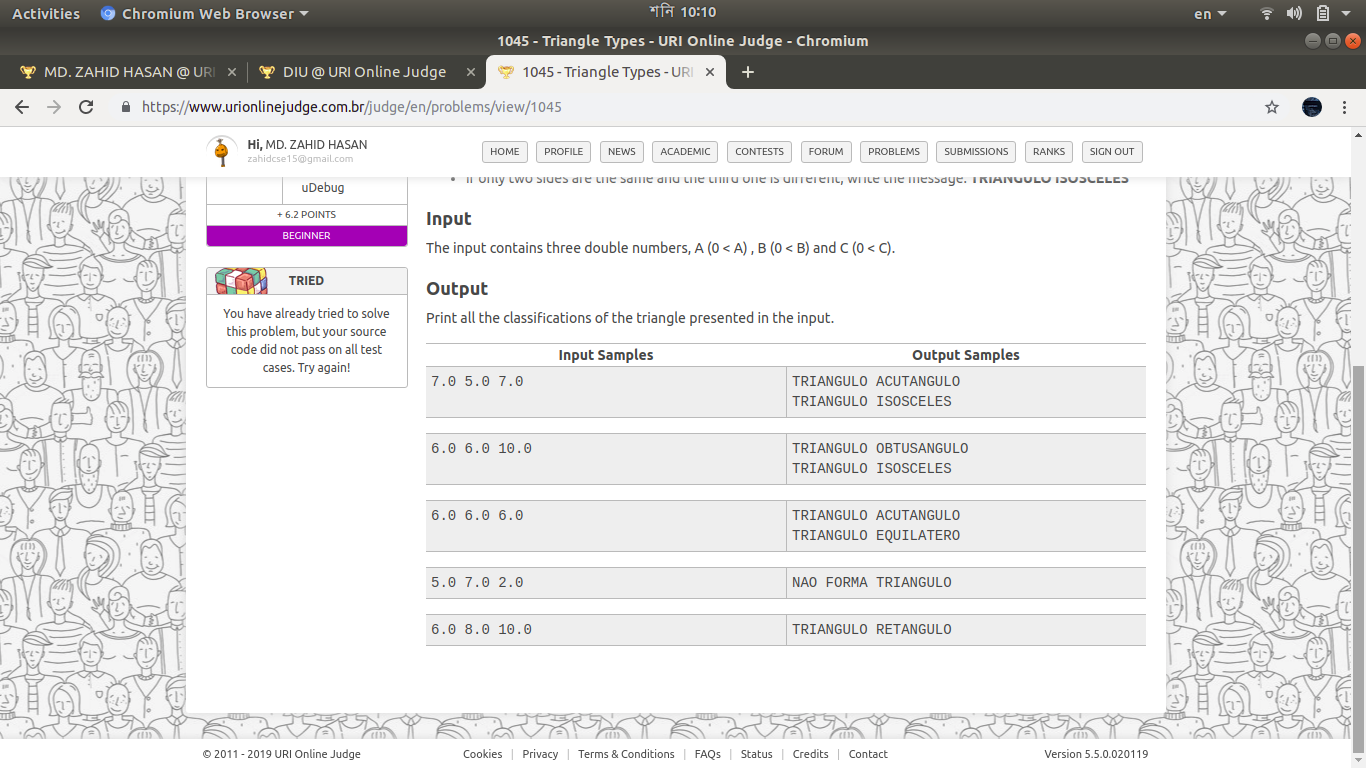 Activities
Chromium Web Browser
শনি 10:10
en
1045 - Triangle Types - URI Online Judge - Chromium
MD. ZAHID HASAN @ URI
DIU @ URI Online Judge
1045 - Triangle Types - URI
https://www.urionlinejudge.com.br/judge/en/problems/view/1045
Hi, MD. ZAHID HASAN
zahidcse15@gmail.com
HOME PROFILE NEWS ACADEMIC CONTESTS FORUM PROBLEMS SUBMISSIONS RANKS SIGN OUT
• If only two sides are the same and the third one is different, write the message: TRIANGULO ISOSCELES
uDebug
+ 6.2 POINTS
BEGINNER
TRIED
You have already tried to solve
this problem, but your source
code did not pass on all test
cases. Try again!
Input
The input contains three double numbers, A (0 < A) , B (0 < B) and C (0 < C).
Output
Print all the classifications of the triangle presented in the input.
Input Samples Output Samples
7.0 5.0 7.0 TRIANGULO ACUTANGULO
TRIANGULO ISOSCELES
6.0 6.0 10.0 TRIANGULO OBTUSANGULO
TRIANGULO ISOSCELES
6.0 6.0 6.0 TRIANGULO ACUTANGULO
TRIANGULO EQUILATERO
5.0 7.0 2.0 NAO FORMA TRIANGULO
6.0 8.0 10.0 TRIANGULO RETANGULO
© 2011 - 2019 URI Online Judge
Cookies | Privacy | Terms & Conditions | FAQs | Status | Credits | Contact
Version 5.5.0.020119